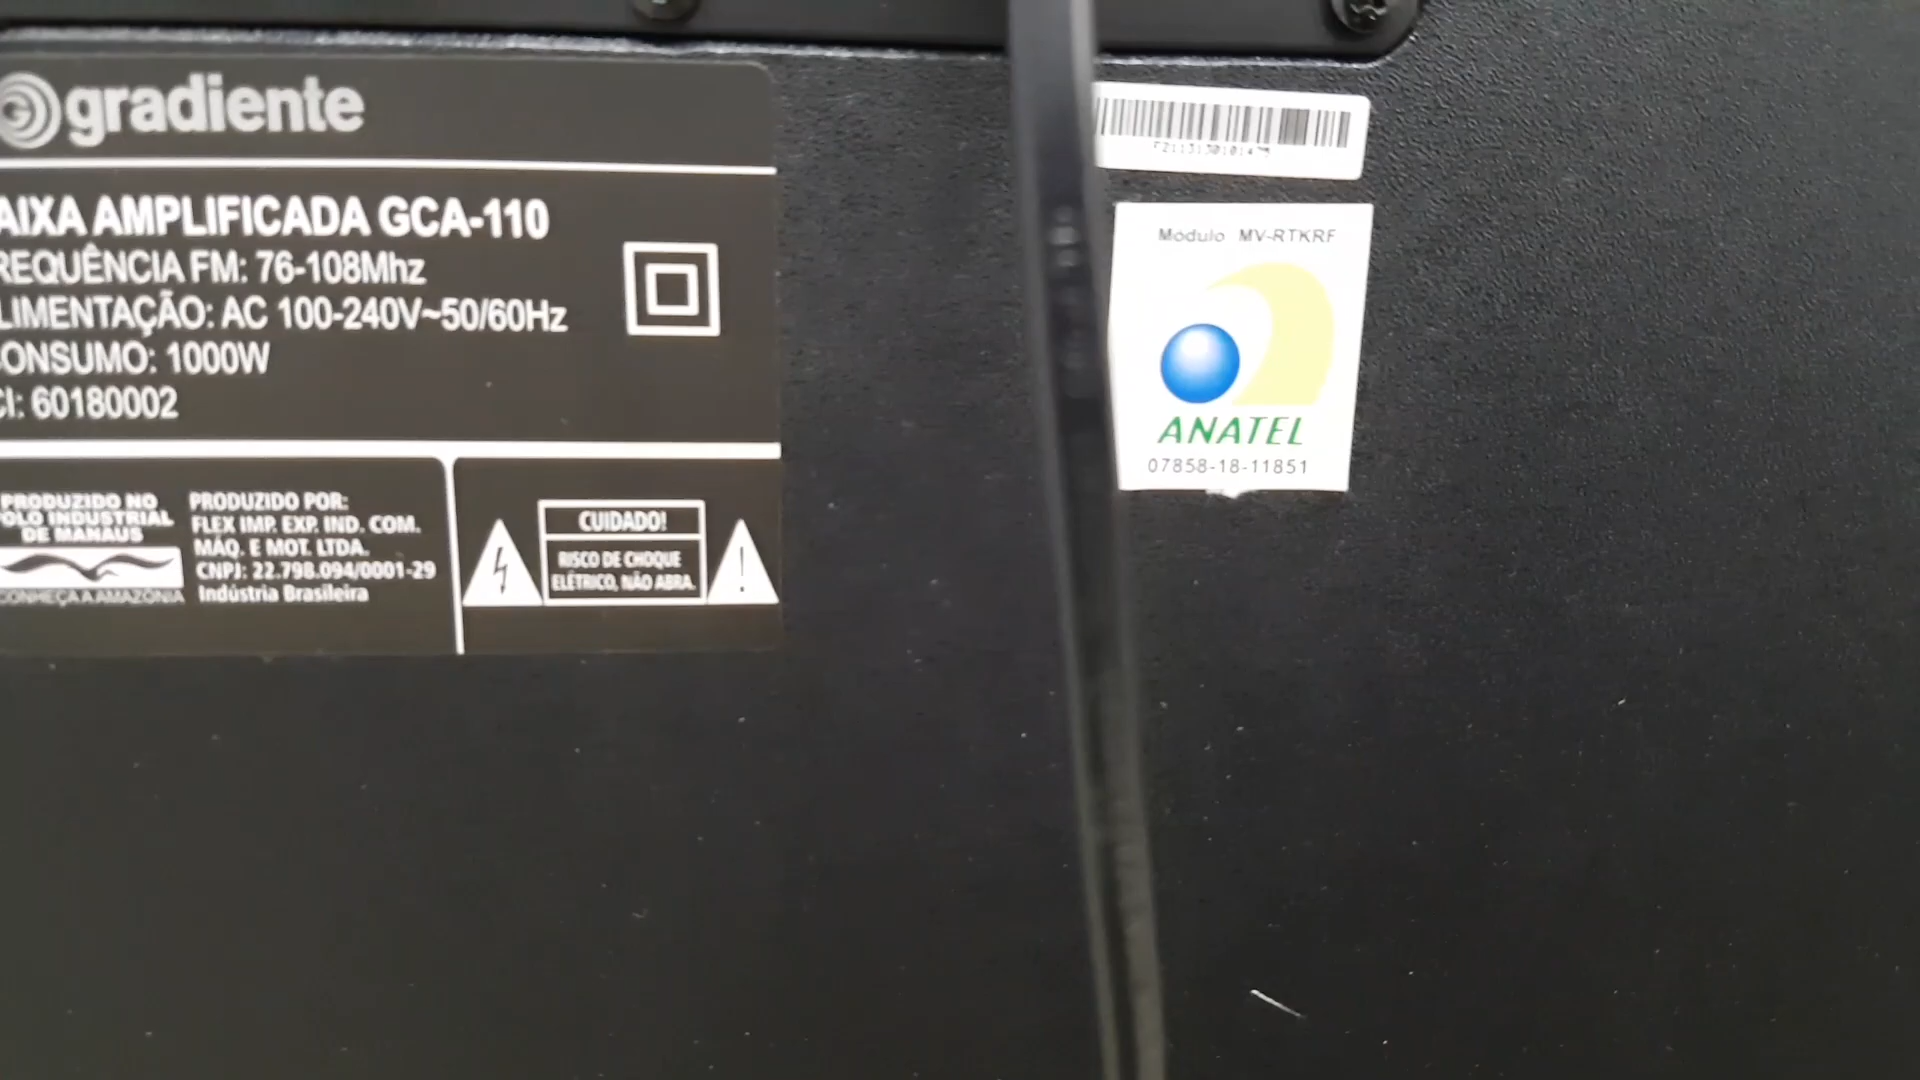 gradiente
AIXA AMPLIFICADA GCA-110
REQUÊNCIA FM: 76-108Mhz
LIMENTAÇÃO: AC 100-240V~50/60Hz
ONSUMO: 1000W
CI: 60180002
PRODUZIDO NO
OLO INDUSTRIAL
DE MANAUS
CONHEÇA A AMAZÔNIA
PRODUZIDO POR:
FLEX IMP. EXP. IND. COM.
MÁQ. E MOT. LTDA.
CNPJ: 22.798.094/0001-29
Indústria Brasileira
CUIDADO!
RISCO DE CHOQUE
ELÉTRICO, NÃO ABRA.
Modulo MV-RTKRF
ANATEL
07858-18-11851